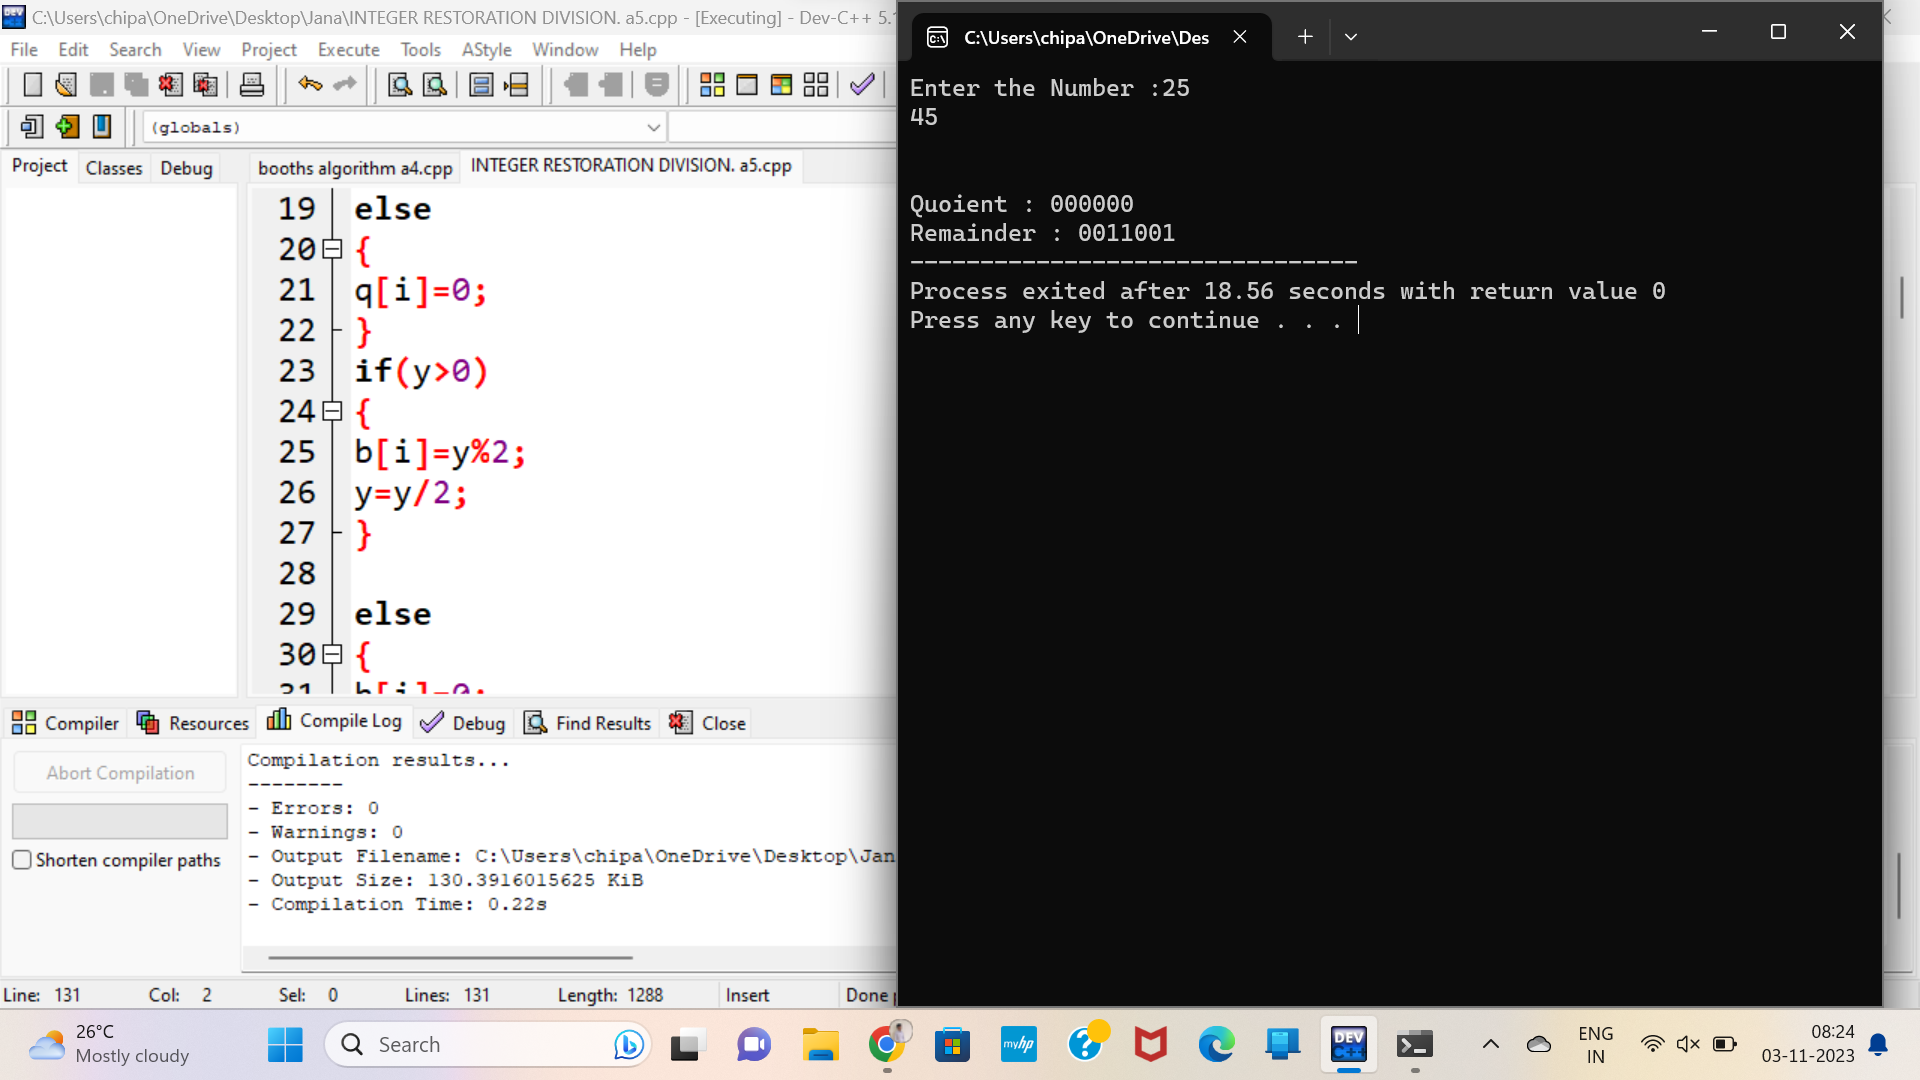 C:\Users\chipa\OneDrive\Desktop\Jana\INTEGER RESTORATION DIVISION. a5.cpp - [Executing] - Dev-C++ 5.1
File Edit Search View Project Execute Tools AStyle Window Help
(globals)
Project Classes Debug
booths algorithm a4.cpp INTEGER RESTORATION DIVISION. a5.cpp
19 else
20 {
21 q[i]=0;
22 }
23 if(y>0)
24 {
25 b[i]=y%2;
26 y=y/2;
27 }
28
29 else
30 {
31 b[i]=0;
Compiler Resources Compile Log Debug Find Results Close
Abort Compilation
Shorten compiler paths
Compilation results...
--------
- Errors: 0
- Warnings: 0
- Output Filename: C:\Users\chipa\OneDrive\Desktop\Jan
- Output Size: 130.3916015625 KiB
- Compilation Time: 0.22s
Line: 131 Col: 2 Sel: 0 Lines: 131 Length: 1288 Insert Done
C:\Users\chipa\OneDrive\Des
Enter the Number :25
45
Quoient : 000000
Remainder : 0011001
--------------------------------
Process exited after 18.56 seconds with return value 0
Press any key to continue . . .
26°C
Mostly cloudy
Search
myhp
DEV
C++
ENG
IN
08:24
03-11-2023